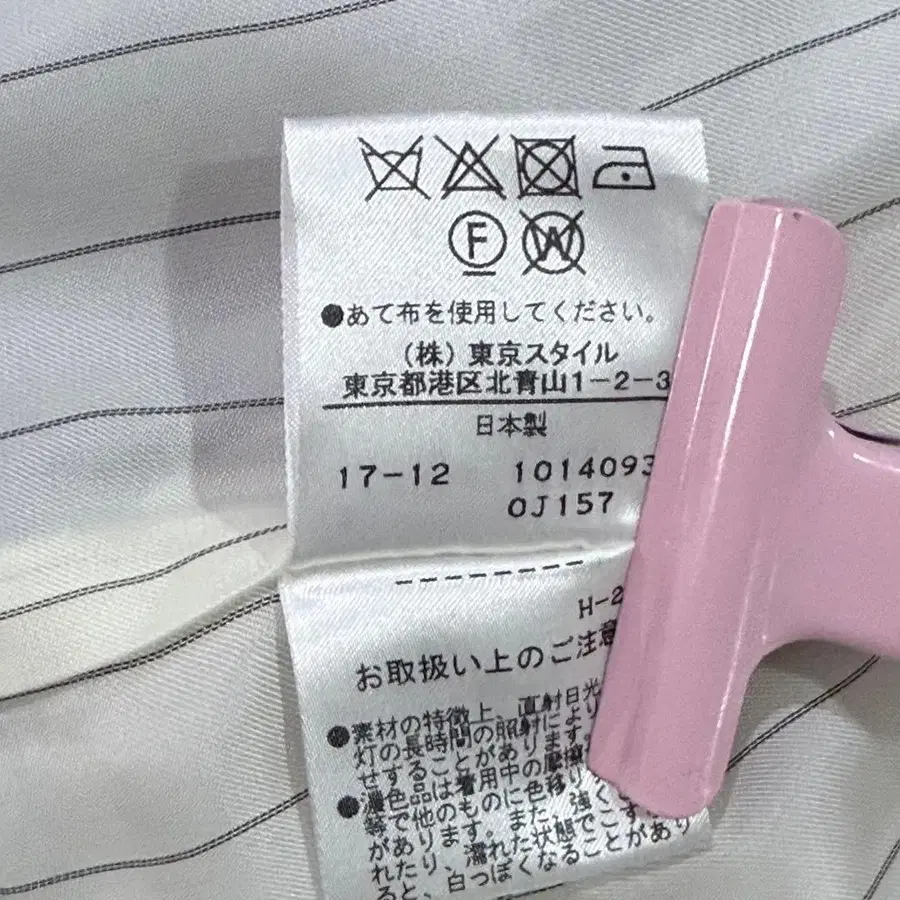 F W
●あて布を使用してください。
(株) 東京スタイル
東京都港区北青山1-2-3
日本製
17-12 1014093
0J157
H-2
お取扱い上のご注意
●素材の特徴上、直射日光
灯の長時間の照射により
せすることがあります。
●濃色品は着用中の摩擦
等で他のものに色移り
があります。また、強く
れたり、濡れた状態でこす
ると、白っぽくなることがあり